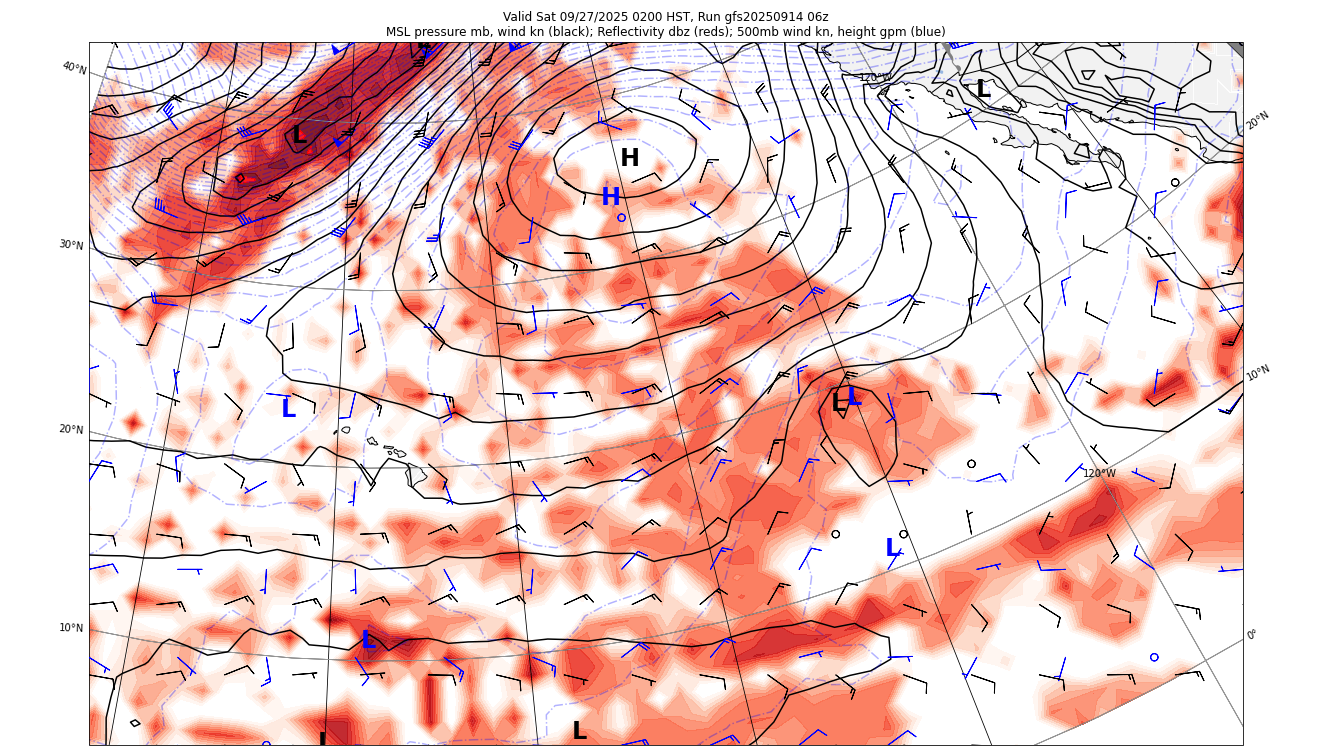 Valid Sat 09/27/2025 0200 HST, Run gfs20250914 06z
MSL pressure mb, wind kn (black); Reflectivity dbz (reds); 500mb wind kn, height gpm (blue)
40°N
120°W
L
20°N
L
H
H
30°N
10°N
L
L
L
20°N
120°W
L
10°N
0°
L
L
L